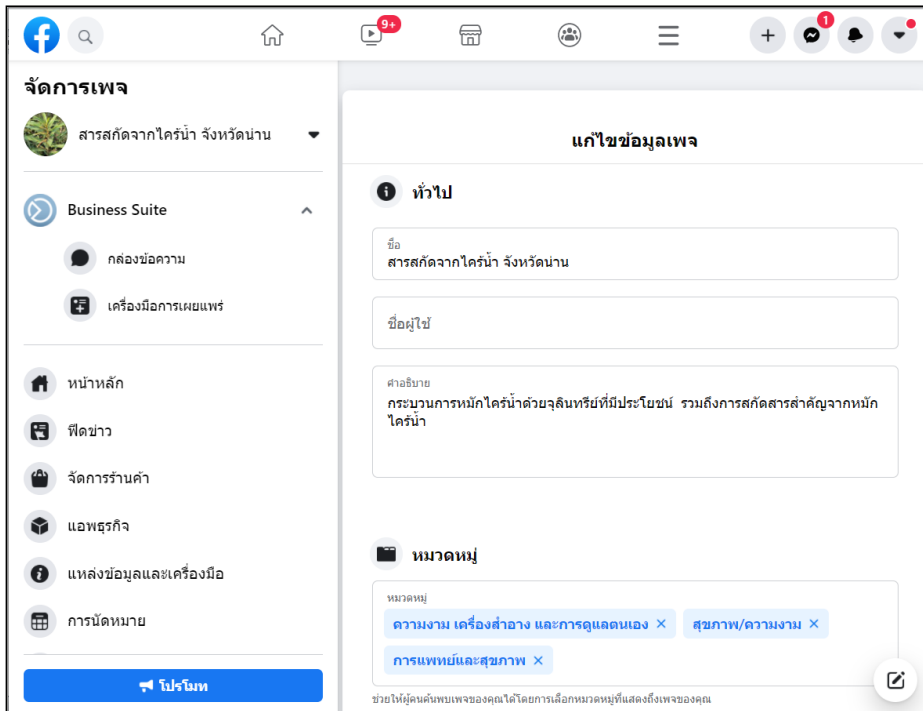 9+
1
จัดการเพจ
สารสกัดจากไคร้น้ำ จังหวัดน่าน
Business Suite
กล่องข้อความ
เครื่องมือการเผยแพร่
หน้าหลัก
ฟีดข่าว
จัดการร้านค้า
แอพธุรกิจ
แหล่งข้อมูลและเครื่องมือ
การนัดหมาย
โปรโมท
แก้ไขข้อมูลเพจ
ทั่วไป
ชื่อ
สารสกัดจากไคร้น้ำ จังหวัดน่าน
ชื่อผู้ใช้
คำอธิบาย
กระบวนการหมักไคร้น้ำด้วยจุลินทรีย์ที่มีประโยชน์ รวมถึงการสกัดสารสำคัญจากหมัก
ไคร้น้ำ
หมวดหมู่
หมวดหมู่
ความงาม เครื่องสำอาง และการดูแลตนเอง ×
สุขภาพ/ความงาม ×
การแพทย์และสุขภาพ ×
ช่วยให้ผู้คนค้นพบเพจของคุณได้โดยการเลือกหมวดหมู่ที่แสดงถึงเพจของคุณ